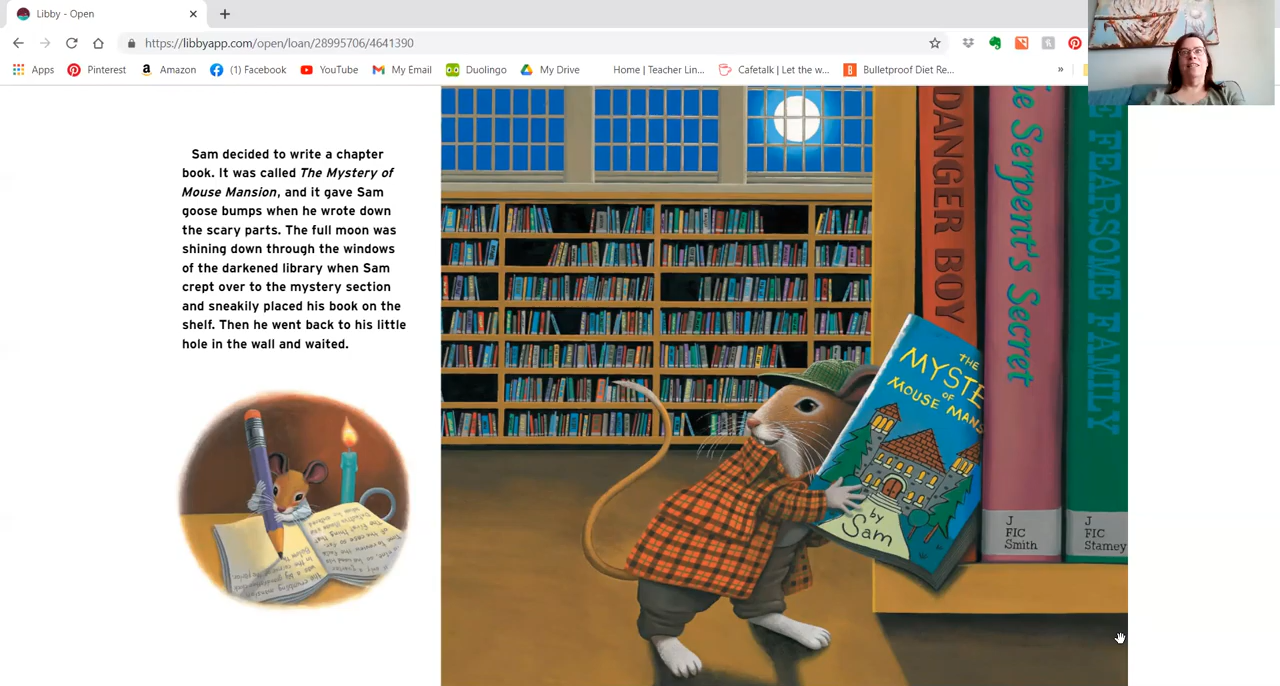 Libby - Open
https://libbyapp.com/open/loan/28995706/4641390
Apps Pinterest Amazon (1) Facebook YouTube My Email Duolingo My Drive Home | Teacher Lin... Cafetalk | Let the w... Bulletproof Diet Re... »
Sam decided to write a chapter
book. It was called The Mystery of
Mouse Mansion, and it gave Sam
goose bumps when he wrote down
the scary parts. The full moon was
shining down through the windows
of the darkened library when Sam
crept over to the mystery section
and sneakily placed his book on the
shelf. Then he went back to his little
hole in the wall and waited.
DANGER BOY
Serpent's Secret
FEARSOME FAMILY
THE
MYSTE
OF
MOUSE MANS
by
Sam
J
FIC
Smith
J
FIC
Stamey